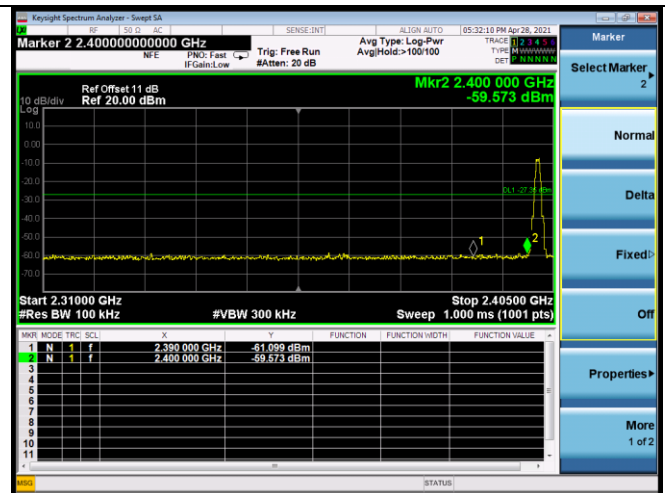 Keysight Spectrum Analyzer - Swept SA
RF 50 Ω AC SENSE:INT ALIGN AUTO 05:32:10 PM Apr 28, 2021
Marker 2 2.400000000000 GHz
NFE PNO: Fast IFGain:Low
Trig: Free Run
#Atten: 20 dB
Avg Type: Log-Pwr
Avg|Hold:>100/100
TRACE 1 2 3 4 5 6
TYPE M WWWWW
DET P N N N N N
Marker
Select Marker
2
Normal
Delta
Fixed
Off
Properties
More
1 of 2
Mkr2 2.400 000 GHz
-59.573 dBm
Ref Offset 11 dB
10 dB/div Ref 20.00 dBm
Log
10.0
0.00
-10.0
-20.0
-30.0
-40.0
-50.0
-60.0
-70.0
1
2
Start 2.31000 GHz Stop 2.40500 GHz
#Res BW 100 kHz #VBW 300 kHz Sweep 1.000 ms (1001 pts)
MKR MODE TRC SCL X Y FUNCTION FUNCTION WIDTH FUNCTION VALUE
1 N 1 f 2.390 000 GHz -61.099 dBm
2 N 1 f 2.400 000 GHz -59.573 dBm
3
4
5
6
7
8
9
10
11
MSG STATUS